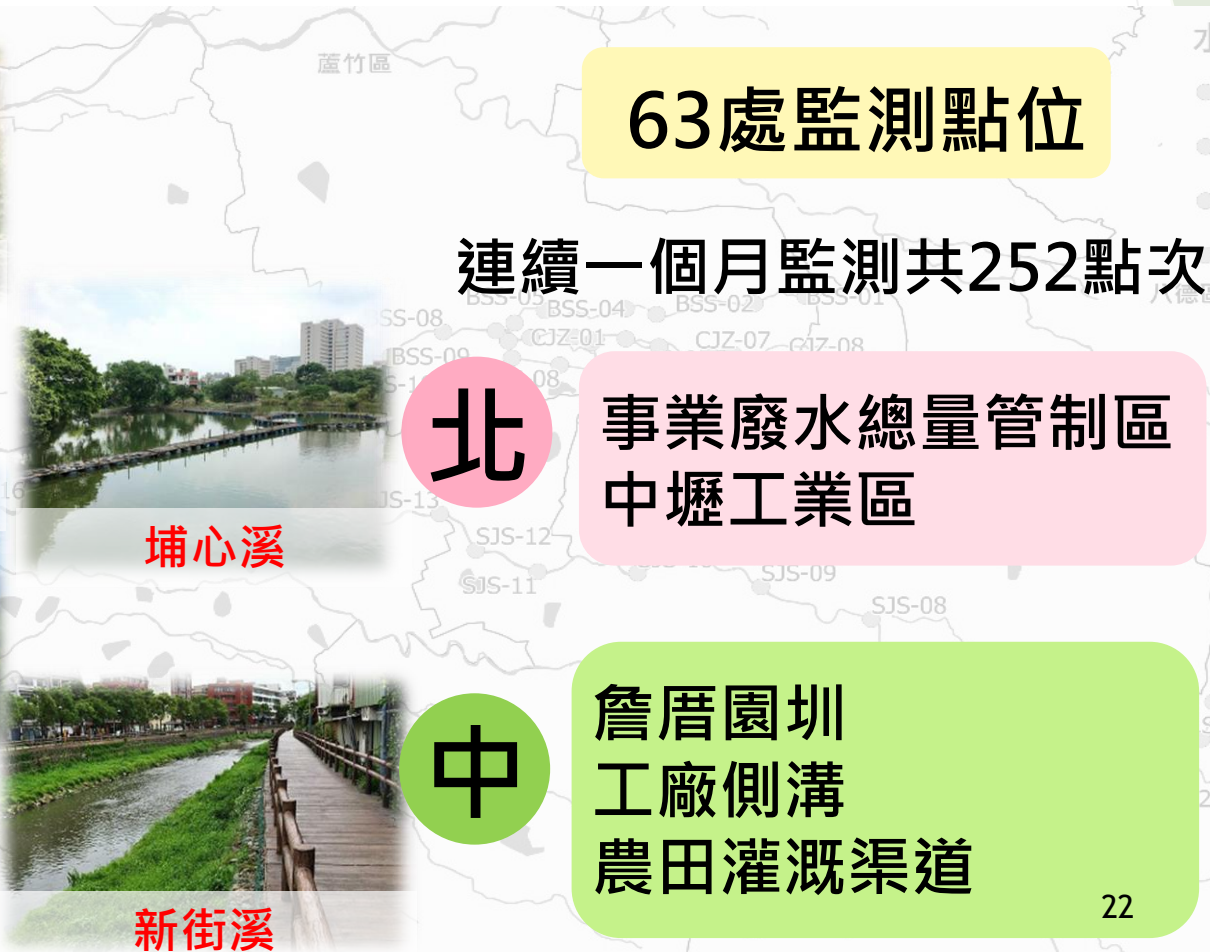 蘆竹區
63處監測點位
連續一個月監測共252點次
BSS-05
BSS-04
BSS-02
BSS-01
SS-08
CJZ-01
CJZ-07
CJZ-08
BSS-09
08
北
事業廢水總量管制區
中壢工業區
埔心溪
16
JS-13
SJS-12
SJS-11
SJS-09
SJS-08
中
詹厝園圳
工廠側溝
農田灌溉渠道
新街溪
22